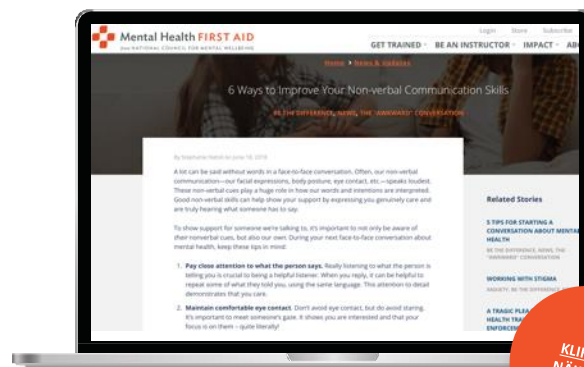 Mental Health FIRST AID
Login Store Subscribe
GET TRAINED BE AN INSTRUCTOR IMPACT
Home > News & Updates
6 Ways to Improve Your Non-verbal Communication Skills
BE THE DIFFERENCE, NEWS, THE "AWKWARD" CONVERSATION
A lot can be said without words in a face-to-face conversation. Often, our non-verbal
communication—our facial expressions, body posture, eye contact, etc.—speaks loudest.
These non-verbal cues play a huge role in how our words and intentions are interpreted.
Good non-verbal skills can help show your support by expressing you genuinely care and
are truly hearing what someone has to say.
To show support for someone we're talking to, it's important to not only be aware of
their nonverbal cues, but also our own. During your next face-to-face conversation about
mental health, keep these tips in mind:
1. Pay close attention to what the person says. Really listening to what the person is
telling you is crucial to being a helpful listener. When you reply, it can be helpful to
repeat some of what they told you, using the same language. This attention to detail
demonstrates that you care.
2. Maintain comfortable eye contact. Don't avoid eye contact, but do avoid staring.
It's important to meet someone's gaze. It shows you are interested and that your
focus is on them – quite literally!
Related Stories
5 TIPS FOR STARTING A
CONVERSATION ABOUT MENTAL
HEALTH
BE THE DIFFERENCE, NEWS, THE
"AWKWARD" CONVERSATION
WORKING WITH STIGMA
ANXIETY, BE THE DIFFERENCE
A TRAGIC
HEALTH